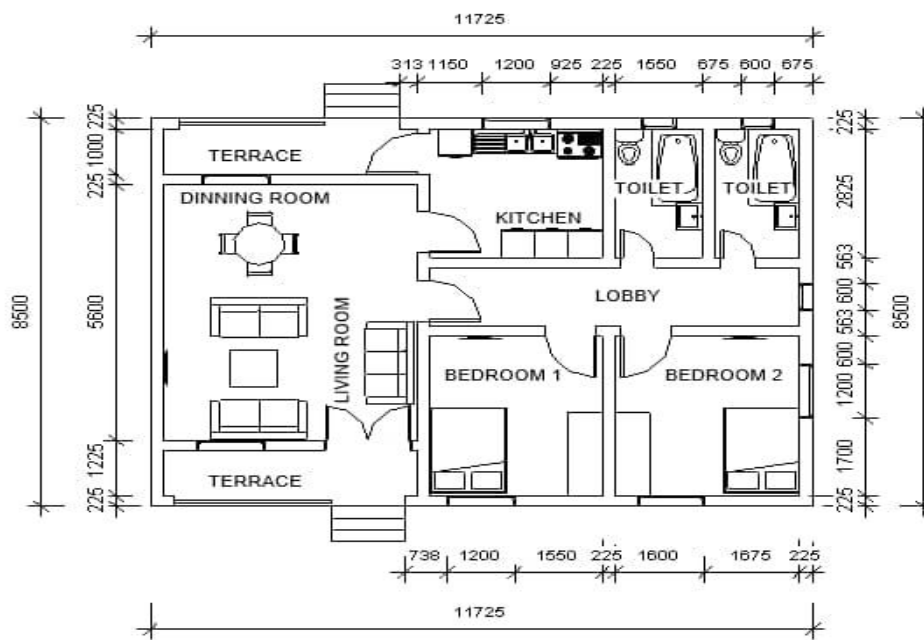 11725
313 1150 1200 925 225 1550 675 600 675
8500
225
1000
225
5600
1225
225
TERRACE
DINNING ROOM
KITCHEN
TOILET
TOILET
LOBBY
LIVING ROOM
BEDROOM 1
BEDROOM 2
TERRACE
225
2825
563
600
563
600
1200
1700
225
8500
738 1200 1550 225 1600 1675 225
11725